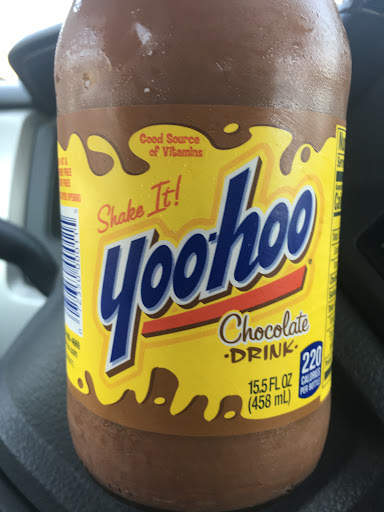 Good Source
of Vitamins
Shake It!
Yoo-hoo
Chocolate
·DRINK·
15.5 FL OZ
(458 mL)
220
CALORIES
PER BOTTLE